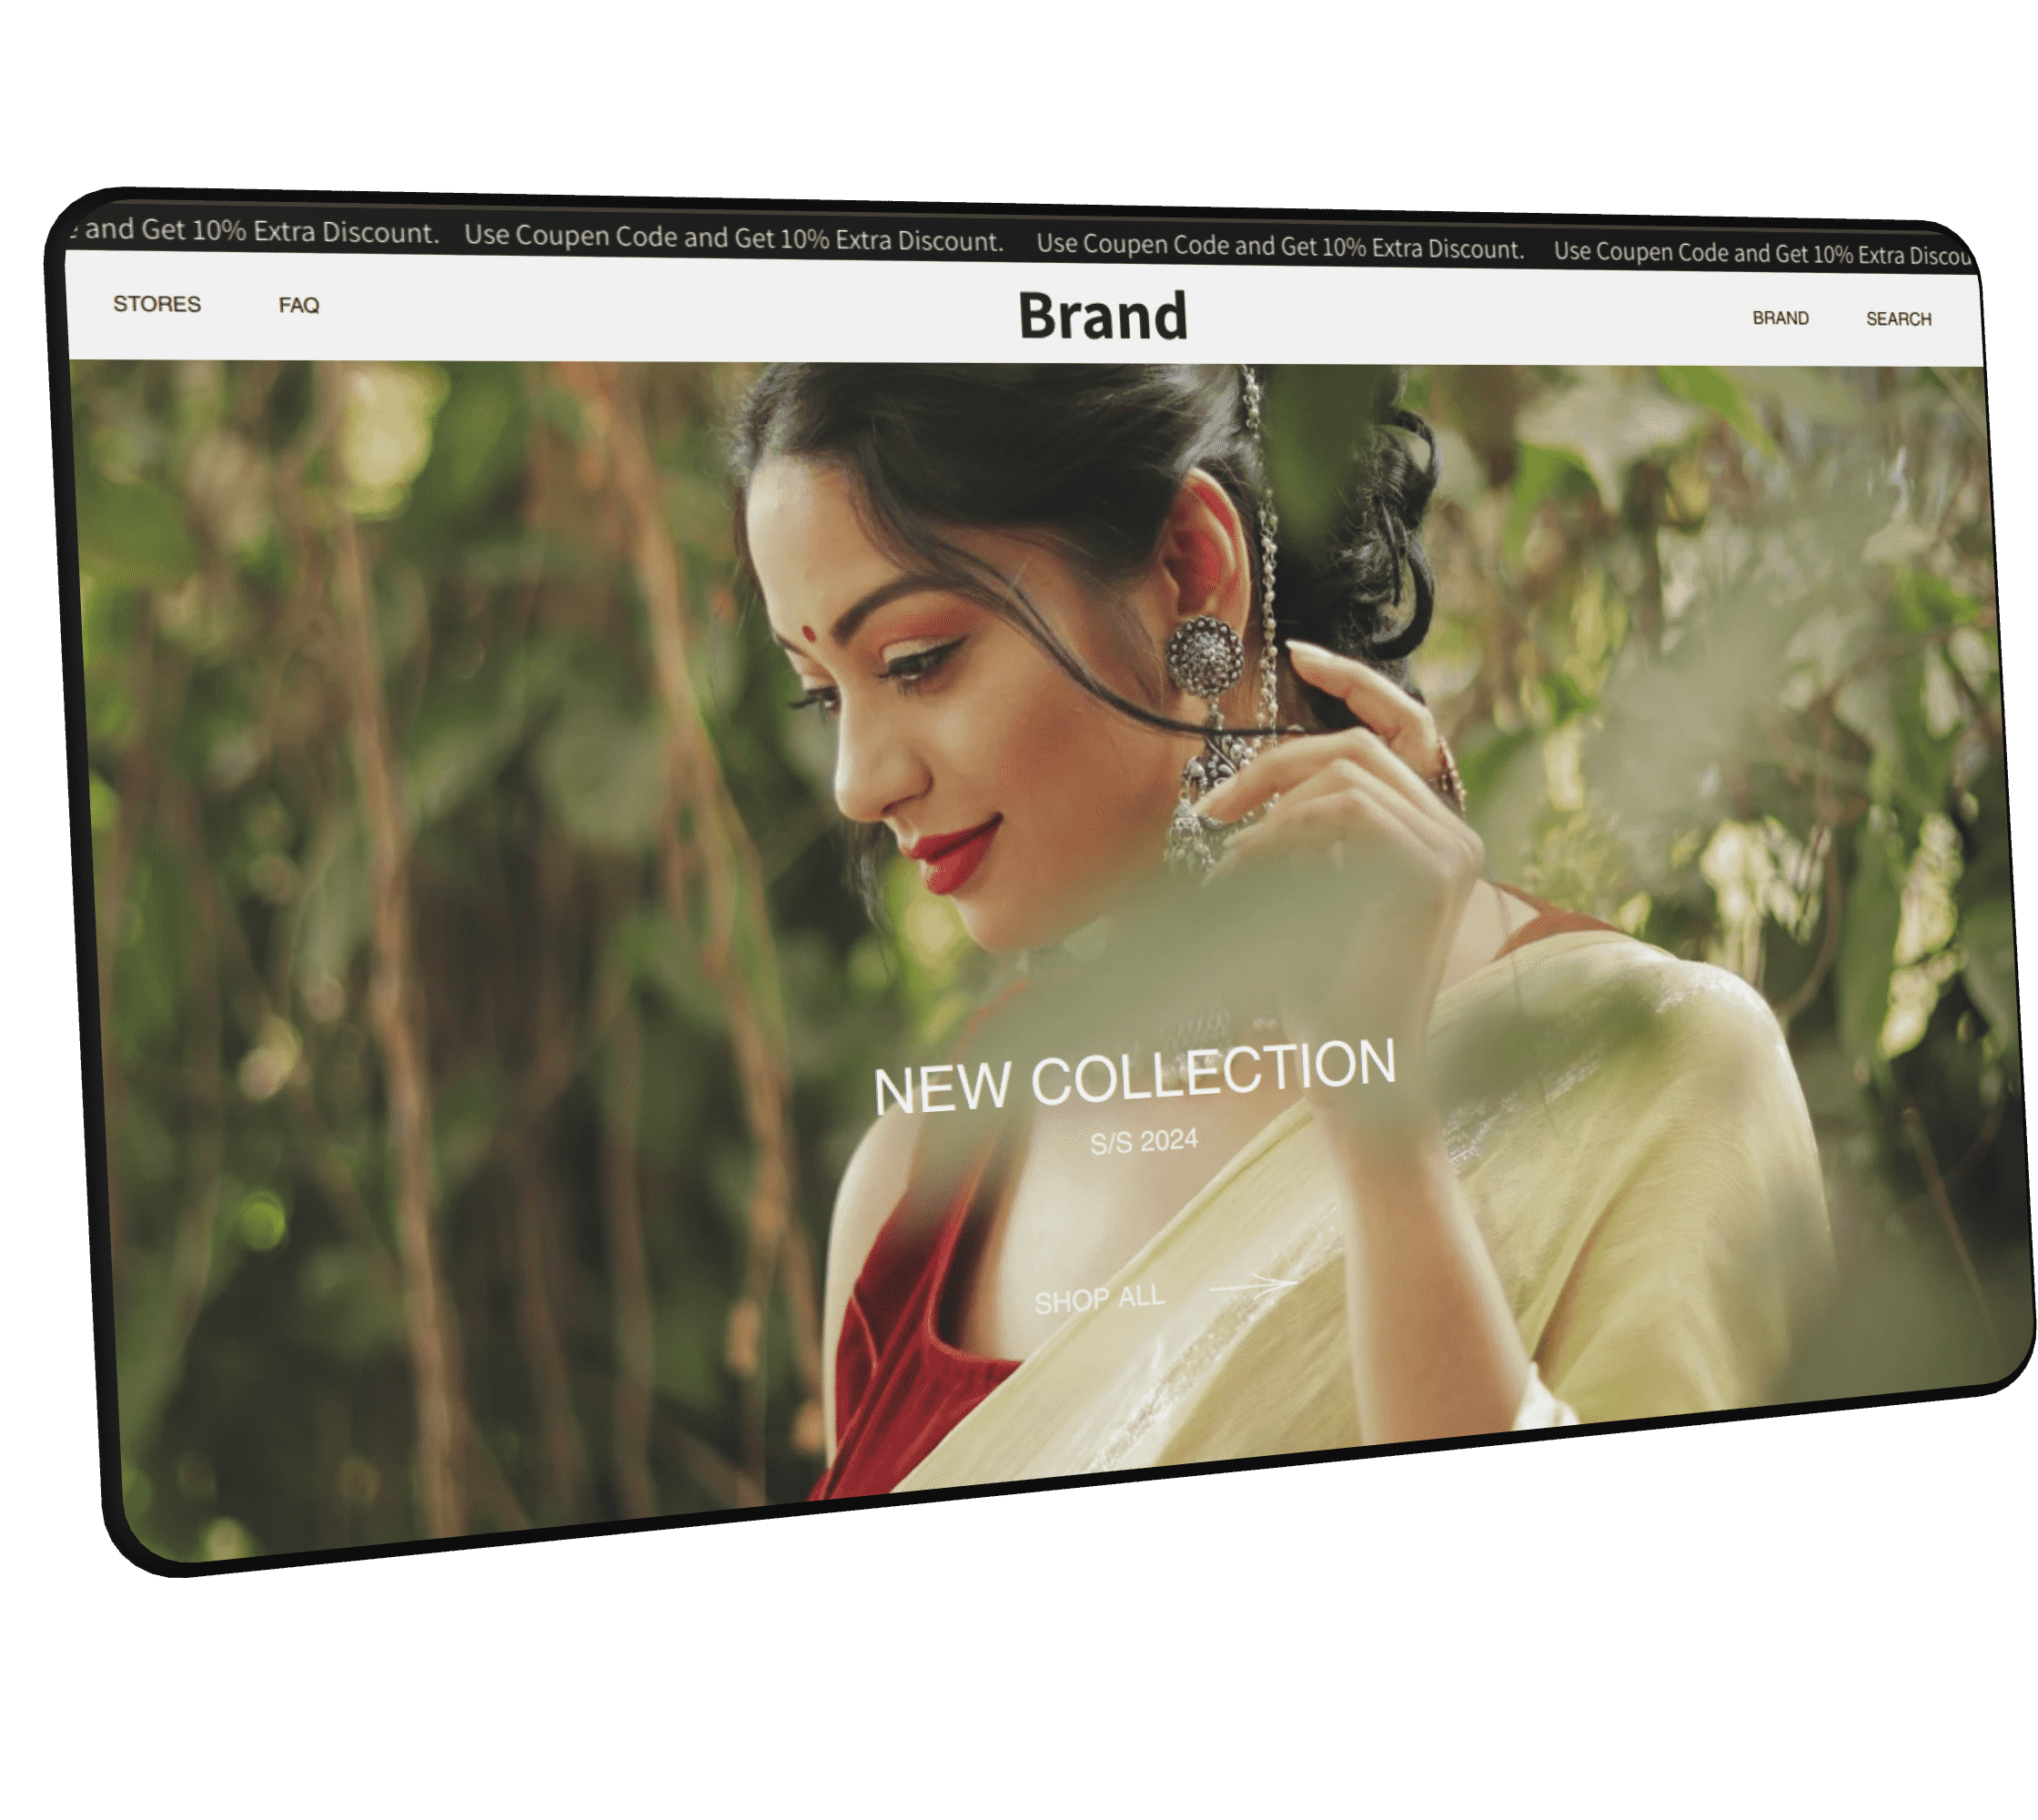 and Get 10% Extra Discount. Use Coupen Code and Get 10% Extra Discount. Use Coupen Code and Get 10% Extra Discount. Use Coupen Code and Get 10% Extra Discou
STORES FAQ Brand BRAND SEARCH
NEW COLLECTION
S/S 2024
SHOP ALL